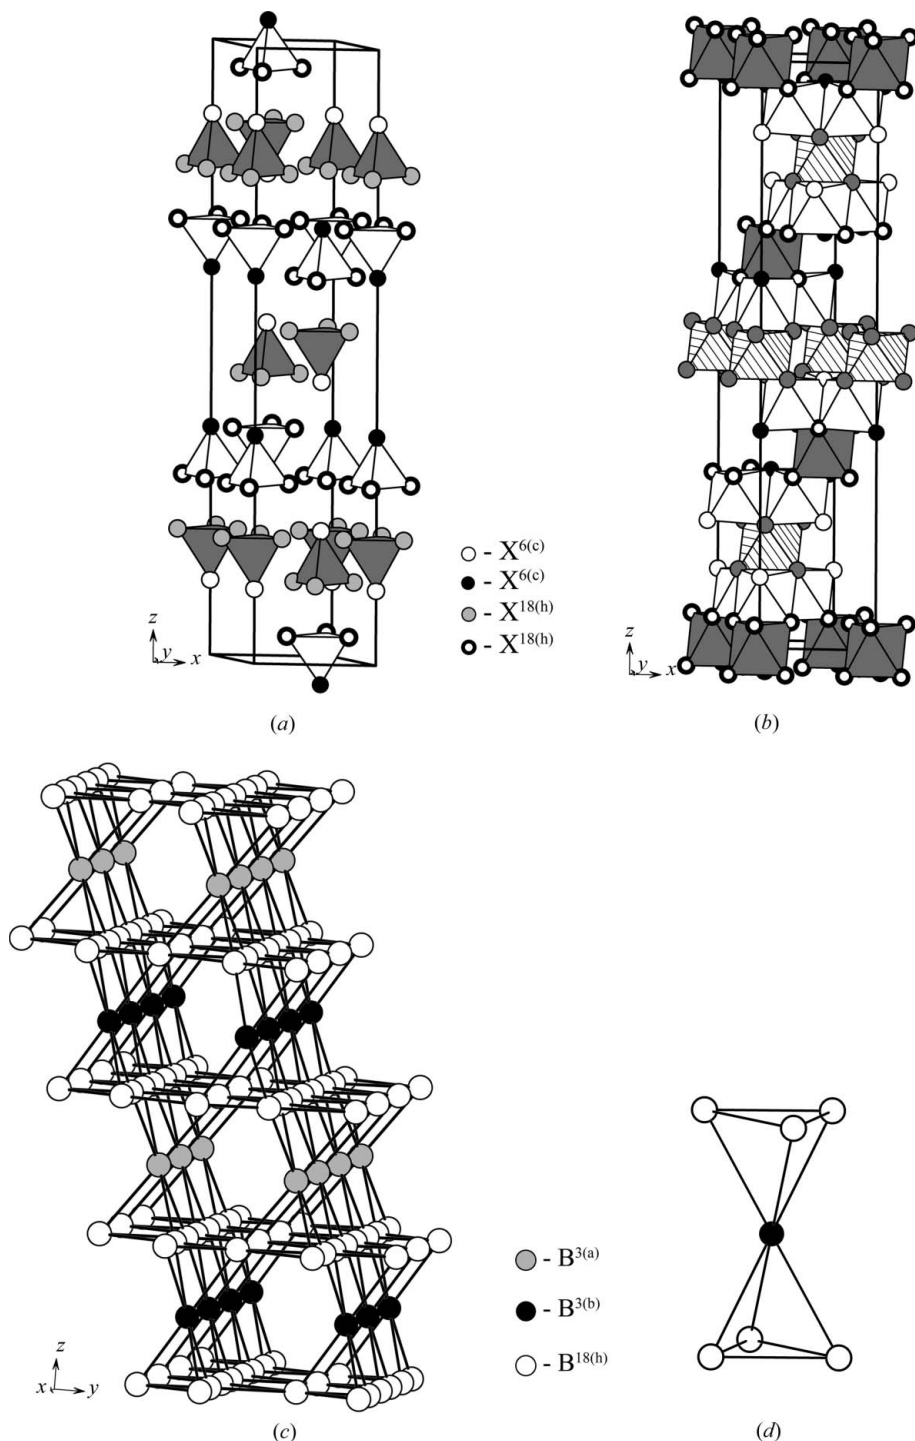 ○ - X⁶⁽ᶜ⁾
● - X⁶⁽ᶜ⁾
● - X¹⁸⁽ʰ⁾
○ - X¹⁸⁽ʰ⁾
z
y x
z
y x
(a)
(b)
● - B³⁽ᵃ⁾
● - B³⁽ᵇ⁾
○ - B¹⁸⁽ʰ⁾
z
x y
(c)
(d)